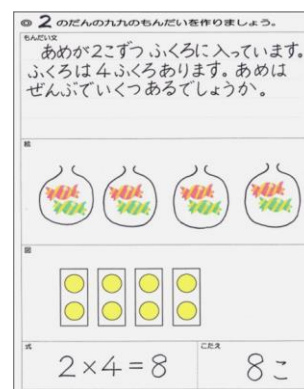 ◎ 2 のだんの九九のもんだいを作りましょう。
もんだい文
あめが2こずつ ふくろに 入っています。
ふくろは 4ふくろあります。あめは
ぜんぶでいくつ あるでしょうか。
絵
図
式
2×4=8
こたえ
8こ